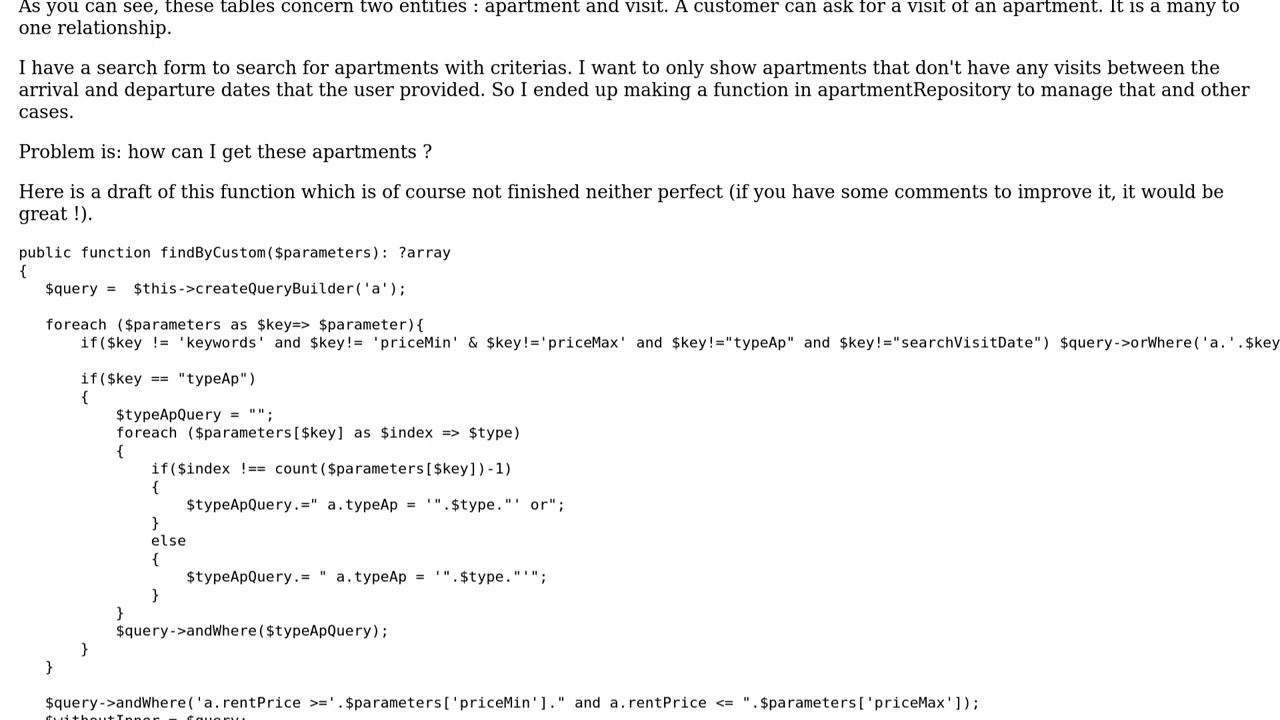 As you can see, these tables concern two entities : apartment and visit. A customer can ask for a visit of an apartment. It is a many to
one relationship.
I have a search form to search for apartments with criterias. I want to only show apartments that don't have any visits between the
arrival and departure dates that the user provided. So I ended up making a function in apartmentRepository to manage that and other
cases.
Problem is: how can I get these apartments ?
Here is a draft of this function which is of course not finished neither perfect (if you have some comments to improve it, it would be
great !).
public function findByCustom($parameters): ?array
{
   $query =  $this->createQueryBuilder('a');
   foreach ($parameters as $key=> $parameter){
       if($key != 'keywords' and $key!= 'priceMin' & $key!='priceMax' and $key!="typeAp" and $key!="searchVisitDate") $query->orWhere('a.'.$key
       if($key == "typeAp")
       {
           $typeApQuery = "";
           foreach ($parameters[$key] as $index => $type)
           {
               if($index !== count($parameters[$key])-1)
               {
                   $typeApQuery.=" a.typeAp = '".$type."' or";
               }
               else
               {
                   $typeApQuery.= " a.typeAp = '".$type."'";
               }
           }
           $query->andWhere($typeApQuery);
       }
   }
   $query->andWhere('a.rentPrice >='.$parameters['priceMin']." and a.rentPrice <= ".$parameters['priceMax']);
   $withoutInner = $query;